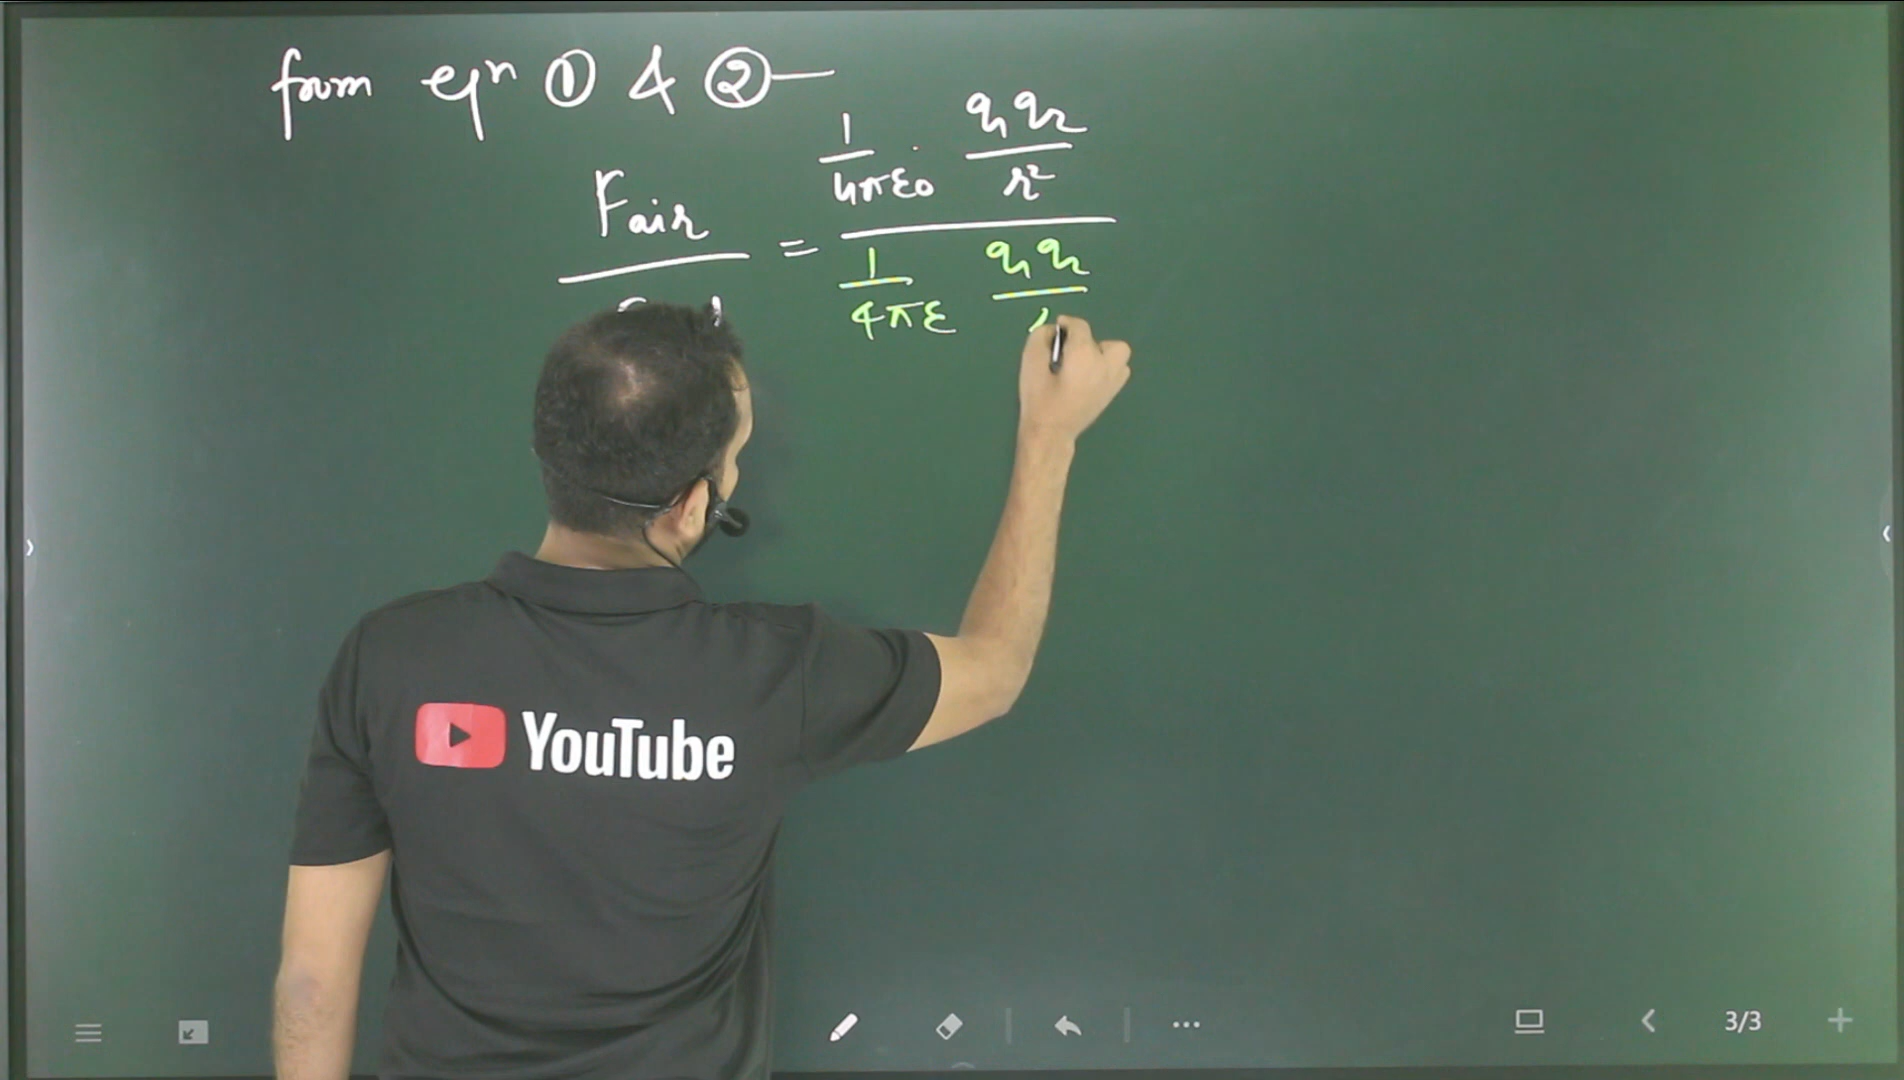 from eqⁿ ① & ② —
Fair / = 1/4πε₀ · q₁q₂/r²
1/4πε q₁q₂/
YouTube
3/3